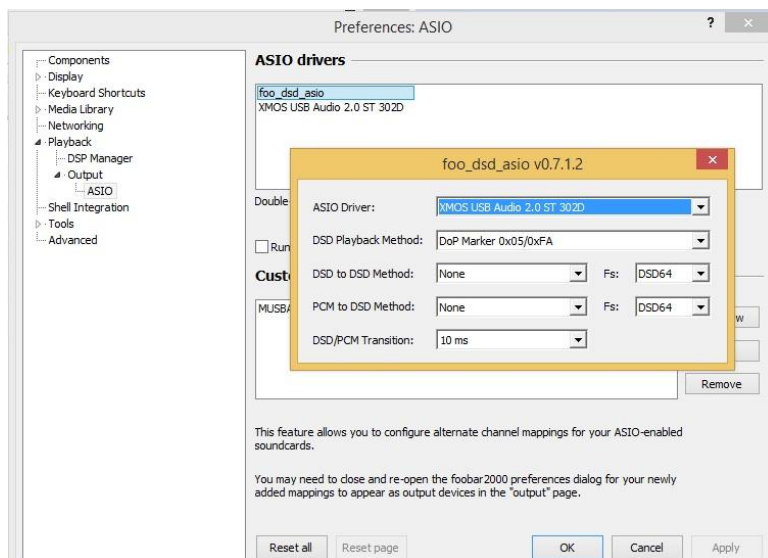 Preferences: ASIO
?
×
Components
Display
Keyboard Shortcuts
Media Library
Networking
Playback
DSP Manager
Output
ASIO
Shell Integration
Tools
Advanced
ASIO drivers
foo_dsd_asio
XMOS USB Audio 2.0 ST 302D
Double-
Run
Custo
MUSBA
Remove
foo_dsd_asio v0.7.1.2
×
ASIO Driver: XMOS USB Audio 2.0 ST 302D
DSD Playback Method: DoP Marker 0x05/0xFA
DSD to DSD Method: None Fs: DSD64
PCM to DSD Method: None Fs: DSD64
DSD/PCM Transition: 10 ms
This feature allows you to configure alternate channel mappings for your ASIO-enabled
soundcards.
You may need to close and re-open the foobar2000 preferences dialog for your newly
added mappings to appear as output devices in the "output" page.
Reset all Reset page OK Cancel Apply